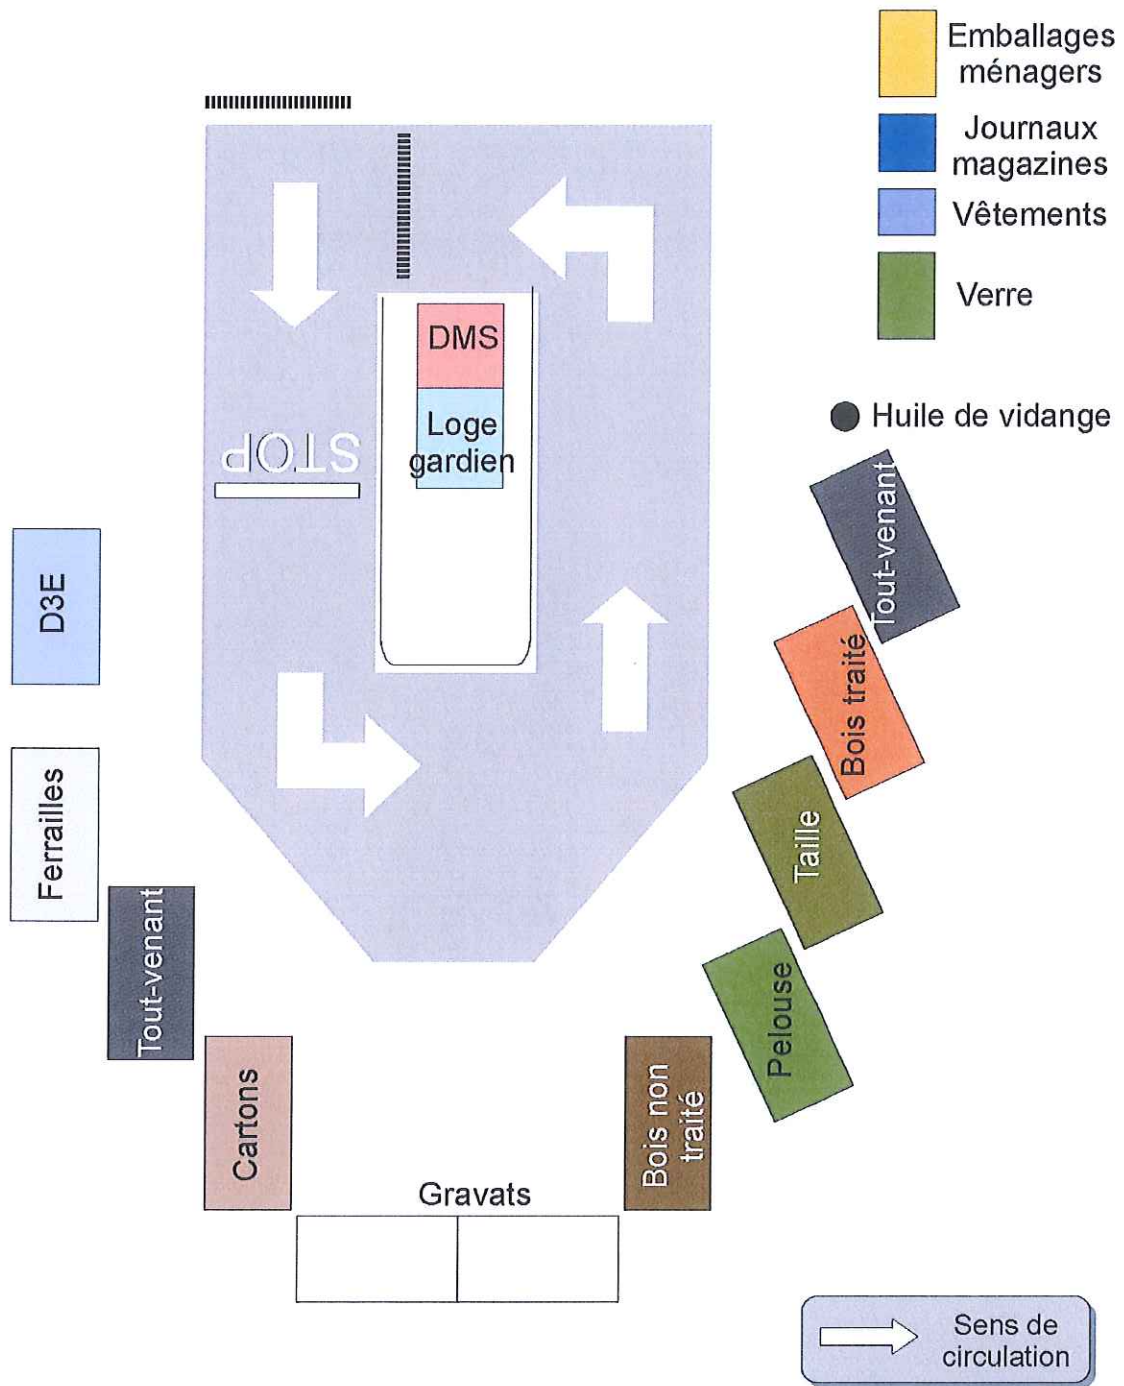 Emballages
ménagers
Journaux
magazines
Vêtements
Verre
DMS
Loge
gardien
Huile de vidange
STOP
Tout-venant
D3E
Bois traité
Ferrailles
Taille
Tout-venant
Pelouse
Cartons
Bois non
traité
Gravats
Sens de
circulation